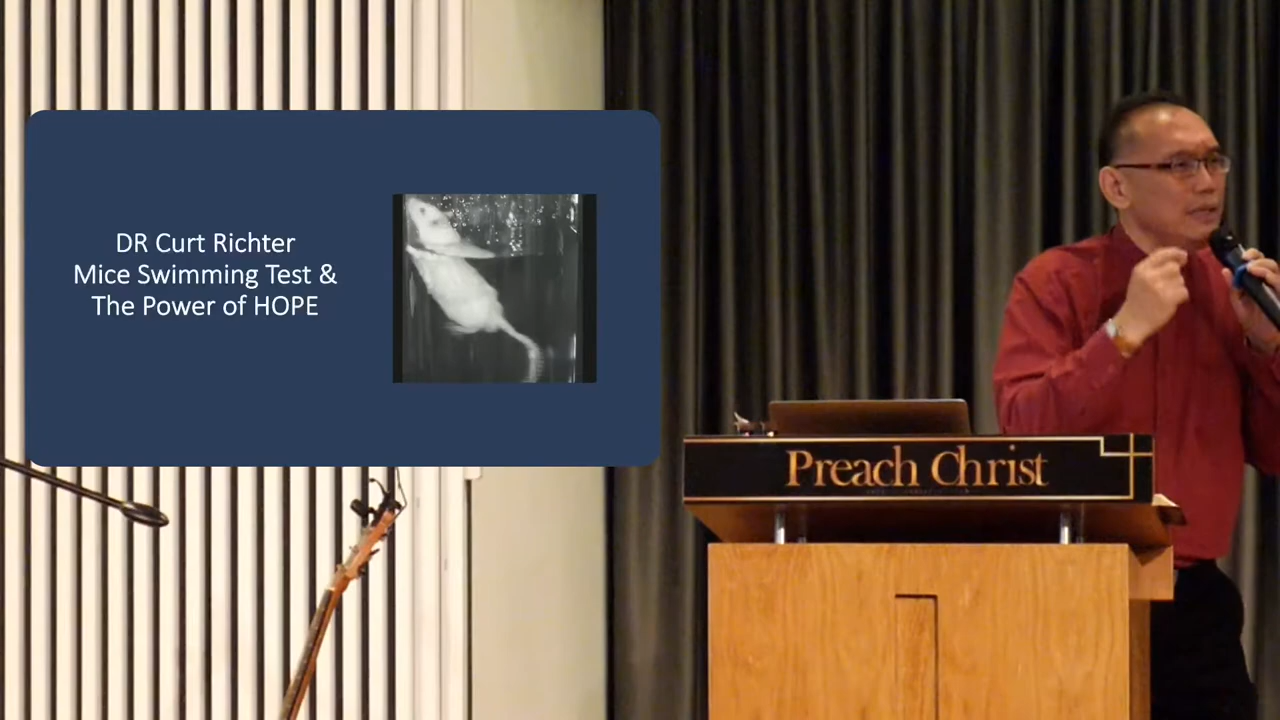 DR Curt Richter
Mice Swimming Test &
The Power of HOPE
Preach Christ